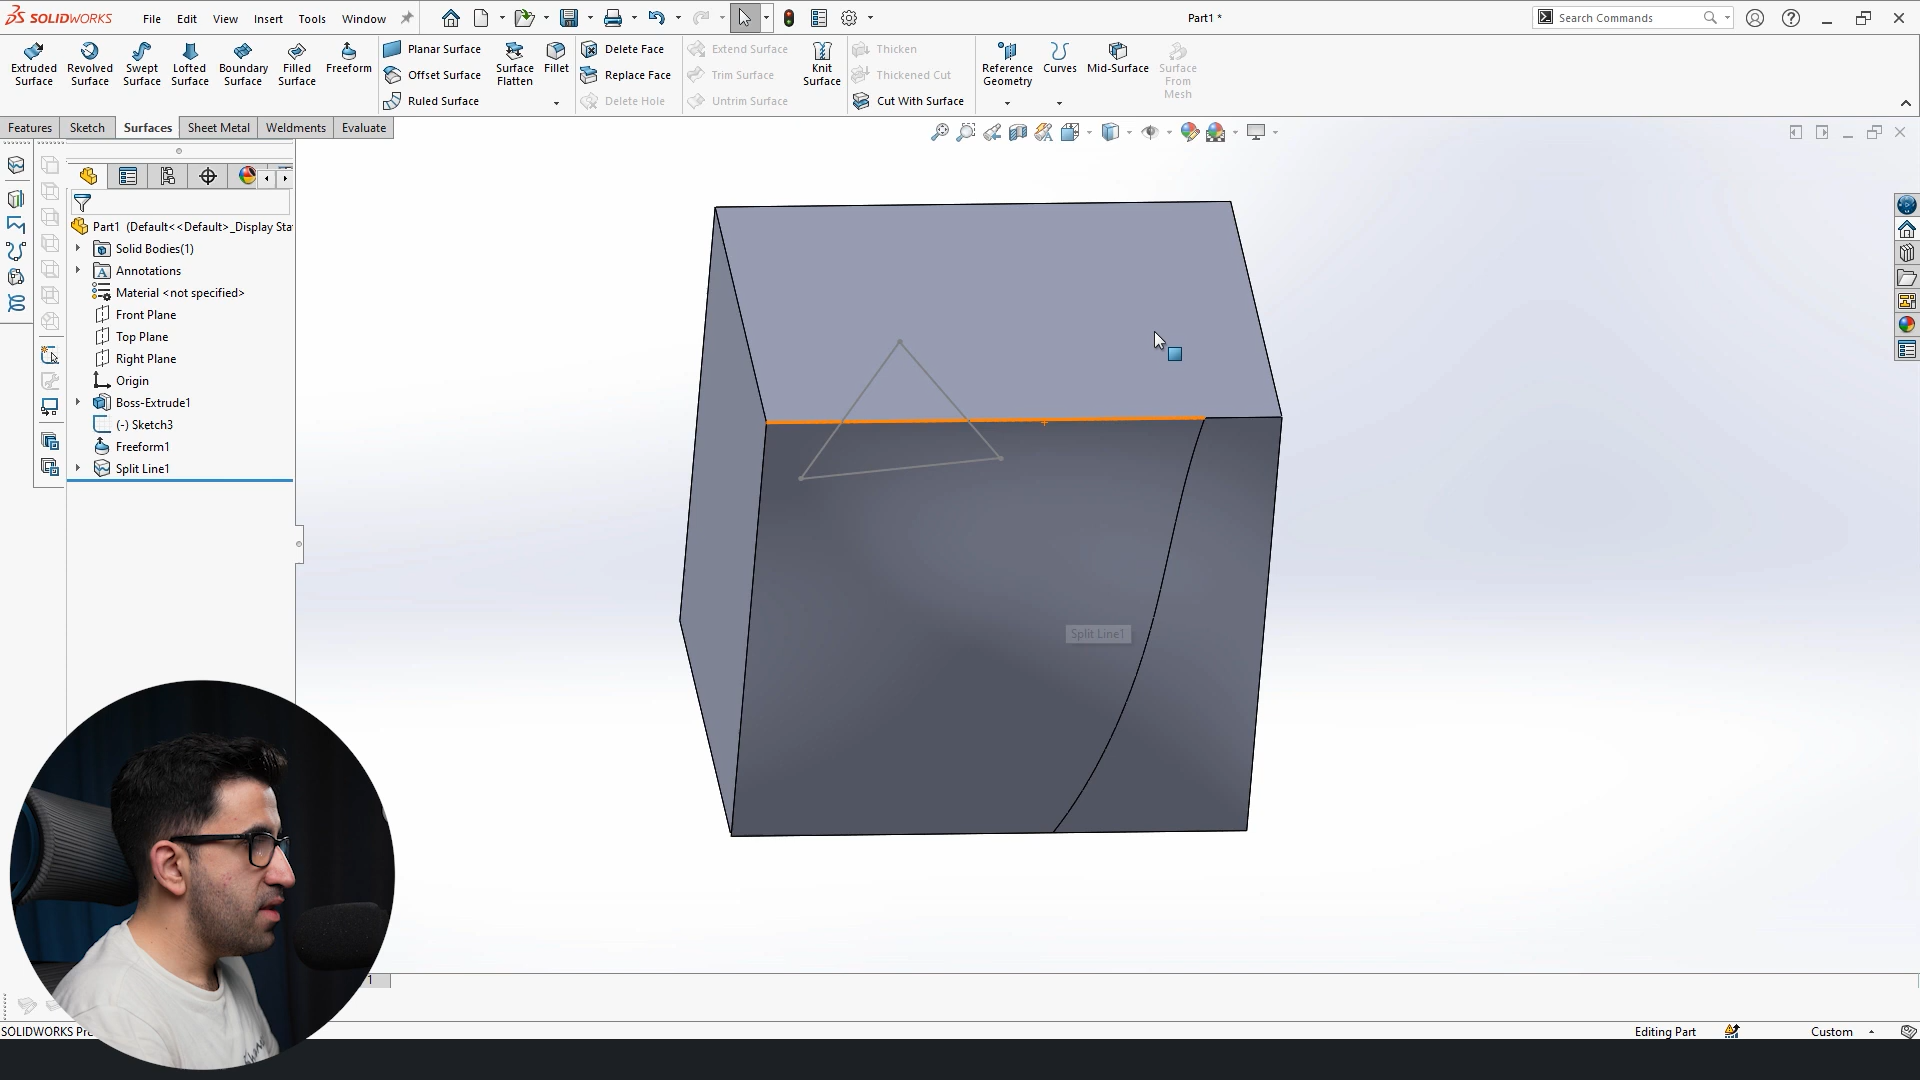 SOLIDWORKS
File Edit View Insert Tools Window
Part1 *
Search Commands
Extruded Surface
Revolved Surface
Swept Surface
Lofted Surface
Boundary Surface
Filled Surface
Freeform
Planar Surface
Offset Surface
Ruled Surface
Surface Flatten
Fillet
Delete Face
Replace Face
Delete Hole
Extend Surface
Trim Surface
Untrim Surface
Knit Surface
Thicken
Thickened Cut
Cut With Surface
Reference Geometry
Curves
Mid-Surface
Surface From Mesh
Features Sketch Surfaces Sheet Metal Weldments Evaluate
Part1 (Default<<Default>_Display Sta
Solid Bodies(1)
Annotations
Material <not specified>
Front Plane
Top Plane
Right Plane
Origin
Boss-Extrude1
(-) Sketch3
Freeform1
Split Line1
Split Line1
1
SOLIDWORKS Pr
Editing Part
Custom